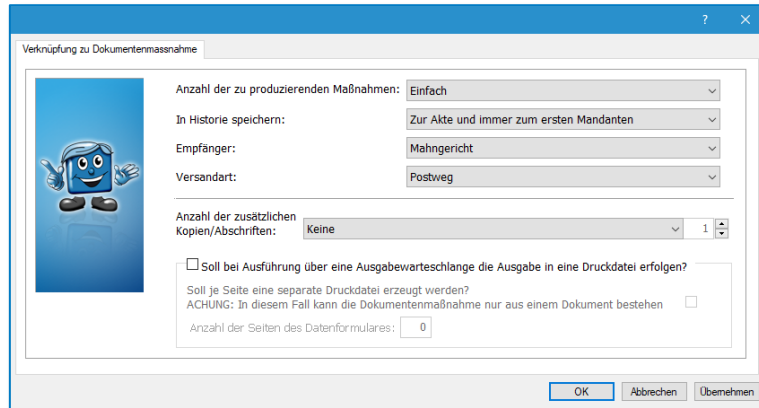 ?
Verknüpfung zu Dokumentenmassnahme
Anzahl der zu produzierenden Maßnahmen: Einfach
In Historie speichern: Zur Akte und immer zum ersten Mandanten
Empfänger: Mahngericht
Versandart: Postweg
Anzahl der zusätzlichen
Kopien/Abschriften: Keine 1
Soll bei Ausführung über eine Ausgabewarteschlange die Ausgabe in eine Druckdatei erfolgen?
Soll je Seite eine separate Druckdatei erzeugt werden?
ACHUNG: In diesem Fall kann die Dokumentenmaßnahme nur aus einem Dokument bestehen
Anzahl der Seiten des Datenformulares: 0
OK Abbrechen Übernehmen